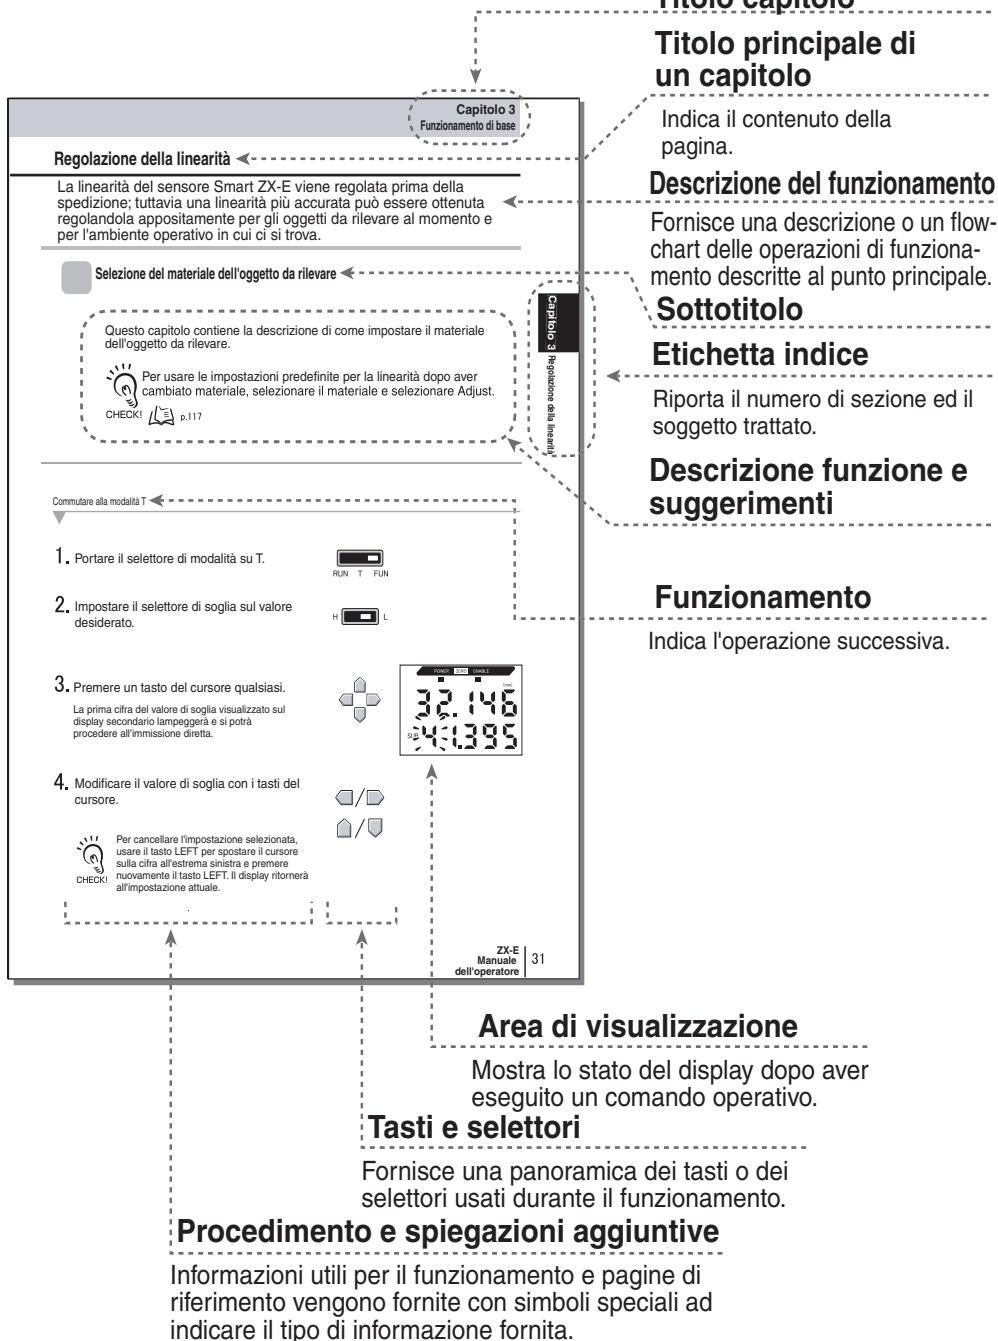 Titolo capitolo
Titolo principale di
un capitolo
Indica il contenuto della
pagina.
Descrizione del funzionamento
Fornisce una descrizione o un flow-
chart delle operazioni di funziona-
mento descritte al punto principale.
Sottotitolo
Etichetta indice
Riporta il numero di sezione ed il
soggetto trattato.
Descrizione funzione e
suggerimenti
Funzionamento
Indica l'operazione successiva.
Capitolo 3
Funzionamento di base
Regolazione della linearità
La linearità del sensore Smart ZX-E viene regolata prima della
spedizione; tuttavia una linearità più accurata può essere ottenuta
regolandola appositamente per gli oggetti da rilevare al momento e
per l'ambiente operativo in cui ci si trova.
Selezione del materiale dell'oggetto da rilevare
Questo capitolo contiene la descrizione di come impostare il materiale
dell'oggetto da rilevare.
Per usare le impostazioni predefinite per la linearità dopo aver
cambiato materiale, selezionare il materiale e selezionare Adjust.
CHECK! p.117
Capitolo 3 Regolazione della linearità
Commutare alla modalità T
1. Portare il selettore di modalità su T.
RUN T FUN
2. Impostare il selettore di soglia sul valore
desiderato.
H L
3. Premere un tasto del cursore qualsiasi.
La prima cifra del valore di soglia visualizzato sul
display secondario lampeggerà e si potrà
procedere all'immissione diretta.
POWER ZERO ENABLE
mm
32.146
SUB 41.395
4. Modificare il valore di soglia con i tasti del
cursore.
/
/
Per cancellare l'impostazione selezionata,
usare il tasto LEFT per spostare il cursore
sulla cifra all'estrema sinistra e premere
nuovamente il tasto LEFT. Il display ritornerà
all'impostazione attuale.
CHECK!
ZX-E
Manuale
dell'operatore
31
Area di visualizzazione
Mostra lo stato del display dopo aver
eseguito un comando operativo.
Tasti e selettori
Fornisce una panoramica dei tasti o dei
selettori usati durante il funzionamento.
Procedimento e spiegazioni aggiuntive
Informazioni utili per il funzionamento e pagine di
riferimento vengono fornite con simboli speciali ad
indicare il tipo di informazione fornita.